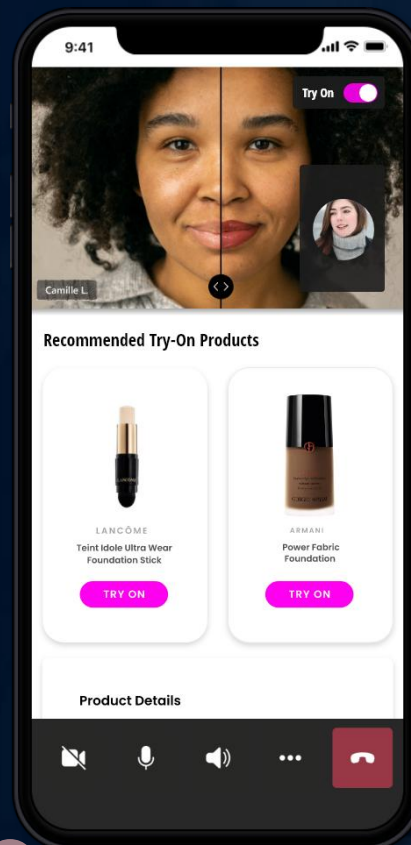 9:41
Try On
Camille L.
Recommended Try-On Products
LANCÔME
Teint Idole Ultra Wear
Foundation Stick
TRY ON
ARMANI
Power Fabric
Foundation
TRY ON
Product Details